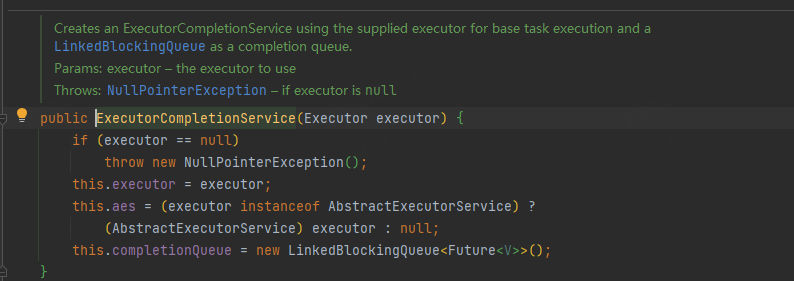 Creates an ExecutorCompletionService using the supplied executor for base task execution and a
LinkedBlockingQueue as a completion queue.
Params: executor – the executor to use
Throws: NullPointerException – if executor is null
public ExecutorCompletionService(Executor executor) {
if (executor == null)
throw new NullPointerException();
this.executor = executor;
this.aes = (executor instanceof AbstractExecutorService) ?
(AbstractExecutorService) executor : null;
this.completionQueue = new LinkedBlockingQueue<Future<V>>();
}